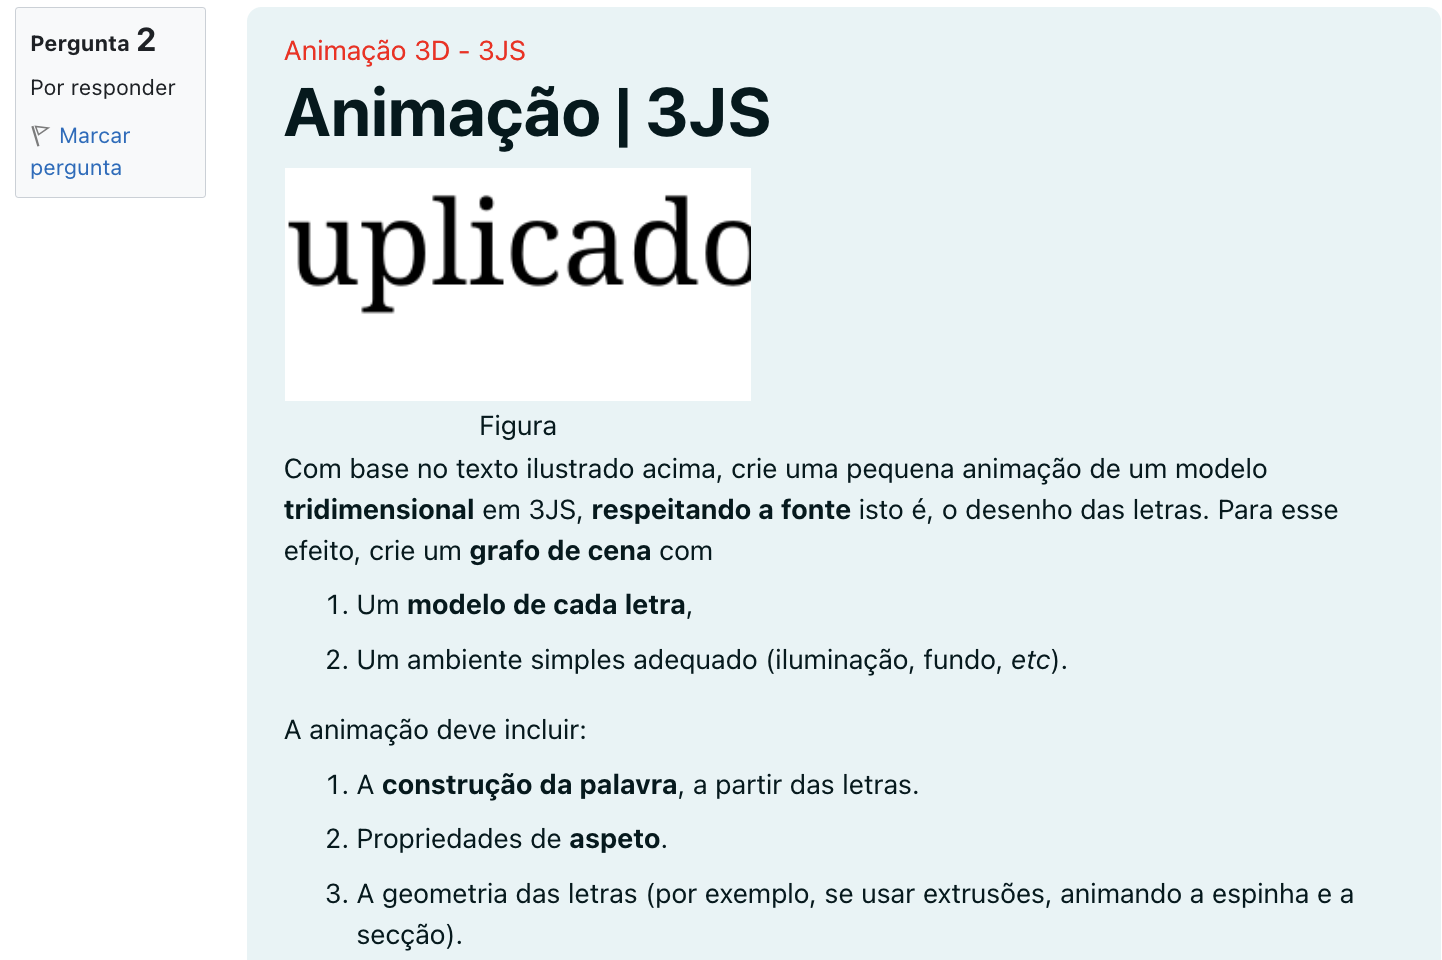 Pergunta 2
Por responder
Marcar
pergunta
Animação 3D - 3JS
Animação | 3JS
uplicado
Figura
Com base no texto ilustrado acima, crie uma pequena animação de um modelo
tridimensional em 3JS, respeitando a fonte isto é, o desenho das letras. Para esse
efeito, crie um grafo de cena com
1. Um modelo de cada letra,
2. Um ambiente simples adequado (iluminação, fundo, etc).
A animação deve incluir:
1. A construção da palavra, a partir das letras.
2. Propriedades de aspeto.
3. A geometria das letras (por exemplo, se usar extrusões, animando a espinha e a
secção).